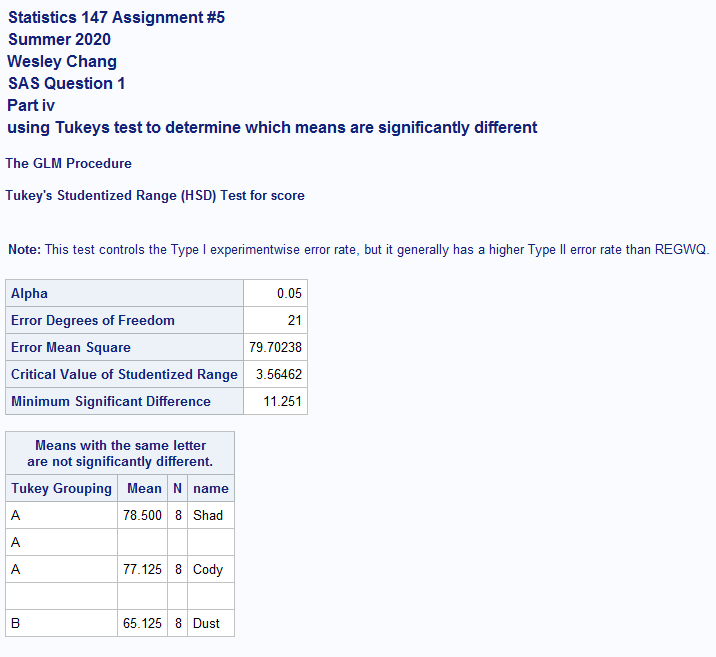 Statistics 147 Assignment #5
Summer 2020
Wesley Chang
SAS Question 1
Part iv
using Tukeys test to determine which means are significantly different
The GLM Procedure
Tukey's Studentized Range (HSD) Test for score
Note: This test controls the Type I experimentwise error rate, but it generally has a higher Type II error rate than REGWQ.
Alpha 0.05
Error Degrees of Freedom 21
Error Mean Square 79.70238
Critical Value of Studentized Range 3.56462
Minimum Significant Difference 11.251
Means with the same letter
are not significantly different.
Tukey Grouping Mean N name
A 78.500 8 Shad
A
A 77.125 8 Cody
B 65.125 8 Dust